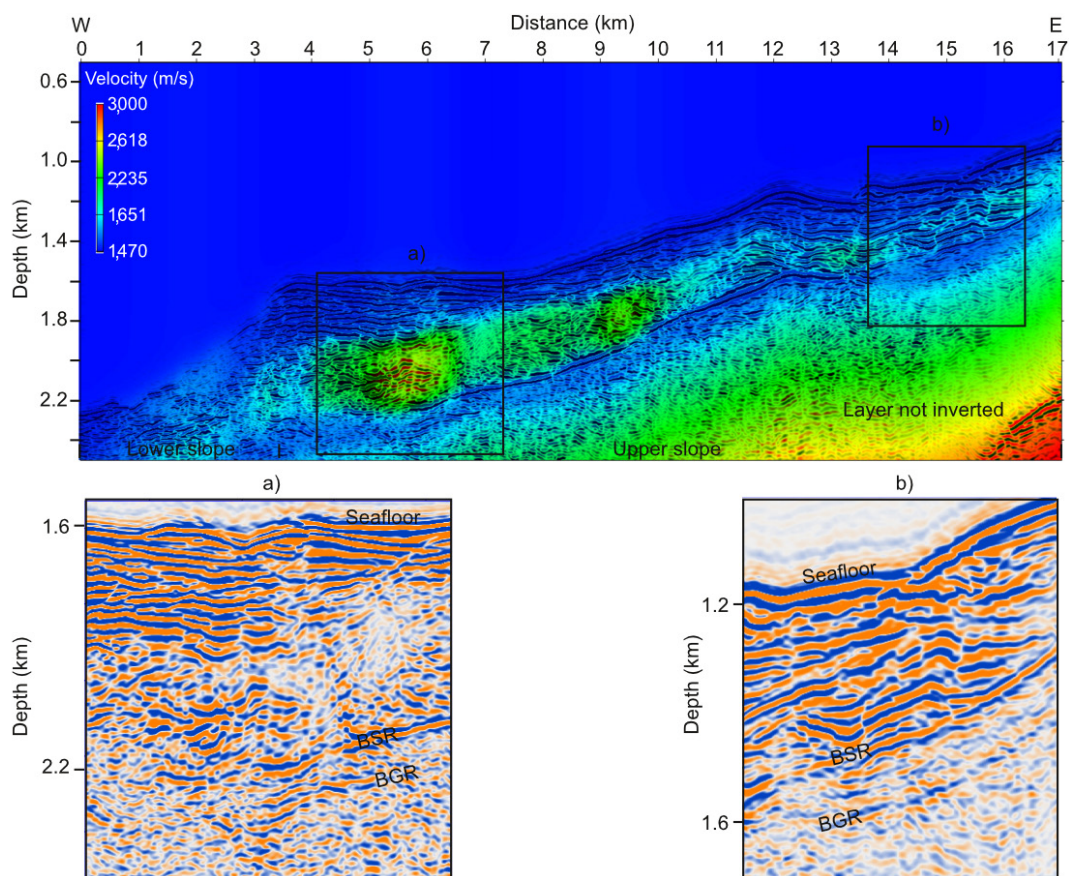 W Distance (km) E
0 1 2 3 4 5 6 7 8 9 10 11 12 13 14 15 16 17
Velocity (m/s)
3,000
2618
2,235
1,651
1,470
Depth (km)
0.6
1.0
1.4
1.8
2.2
a)
b)
Layer not inverted
Lower slope
Upper slope
a)
Seafloor
Depth (km)
1.6
2.2
BSR
BGR
b)
Seafloor
Depth (km)
1.2
1.6
BSR
BGR